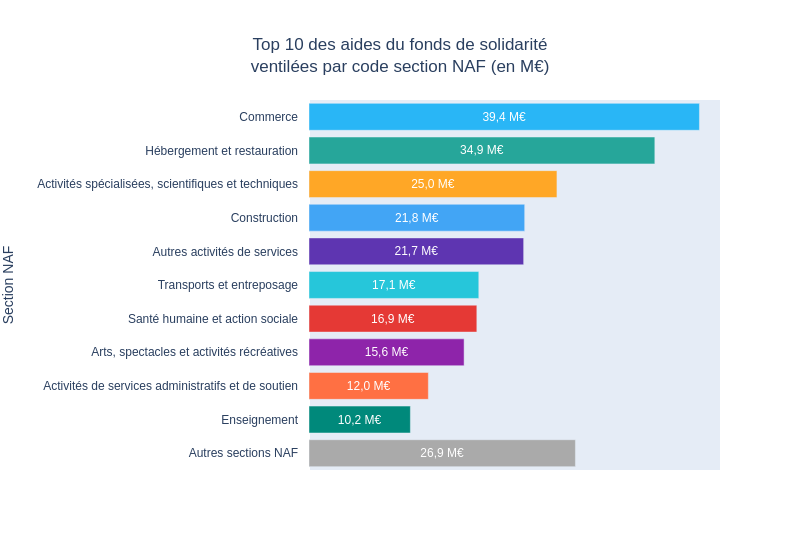 Top 10 des aides du fonds de solidarité
ventilées par code section NAF (en M€)
Section NAF
Commerce 39,4 M€
Hébergement et restauration 34,9 M€
Activités spécialisées, scientifiques et techniques 25,0 M€
Construction 21,8 M€
Autres activités de services 21,7 M€
Transports et entreposage 17,1 M€
Santé humaine et action sociale 16,9 M€
Arts, spectacles et activités récréatives 15,6 M€
Activités de services administratifs et de soutien 12,0 M€
Enseignement 10,2 M€
Autres sections NAF 26,9 M€